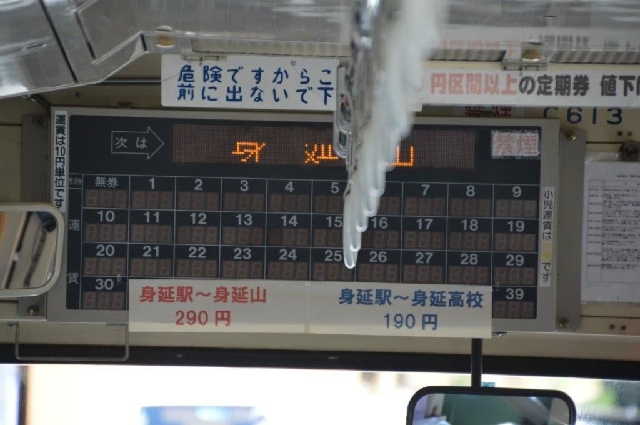 危険ですからこ
前に出ないで下
円区間以上の定期券 値下
C613
運賃は10円単位です
次は
身 延 山
禁煙
無券 1 2 3 4 5 7 8 9
運 10 11 12 13 14 15 16 17 18 19
20 21 22 23 24 25 26 27 28 29
賃 30 39
小児運賃は です
身延駅～身延山
290円
身延駅～身延高校
190円